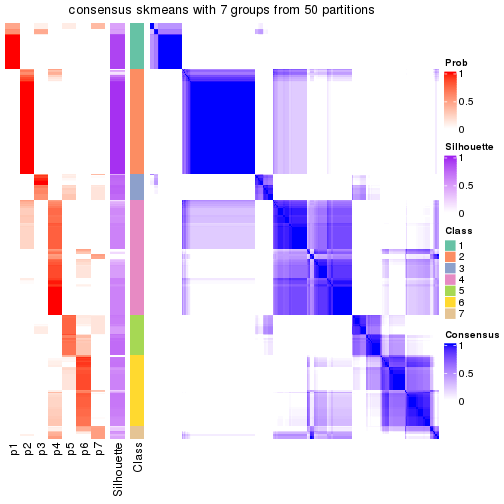 consensus skmeans with 7 groups from 50 partitions
Prob
1
0.5
0
Silhouette
1
0.5
0
Class
1
2
3
4
5
6
7
Consensus
1
0.5
0
p1
p2
p3
p4
p5
p6
p7
Silhouette
Class